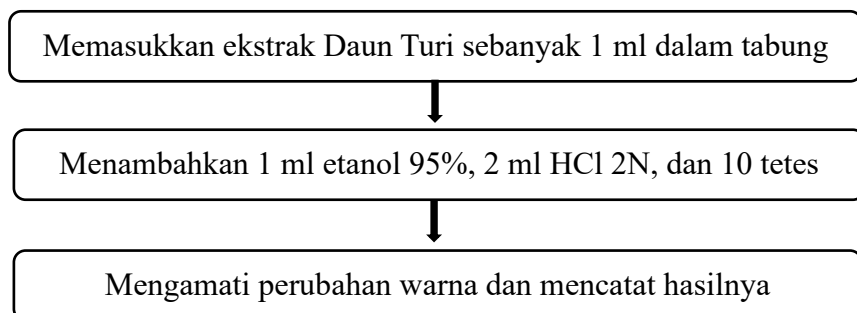 Memasukkan ekstrak Daun Turi sebanyak 1 ml dalam tabung
Menambahkan 1 ml etanol 95%, 2 ml HCl 2N, dan 10 tetes
Mengamati perubahan warna dan mencatat hasilnya